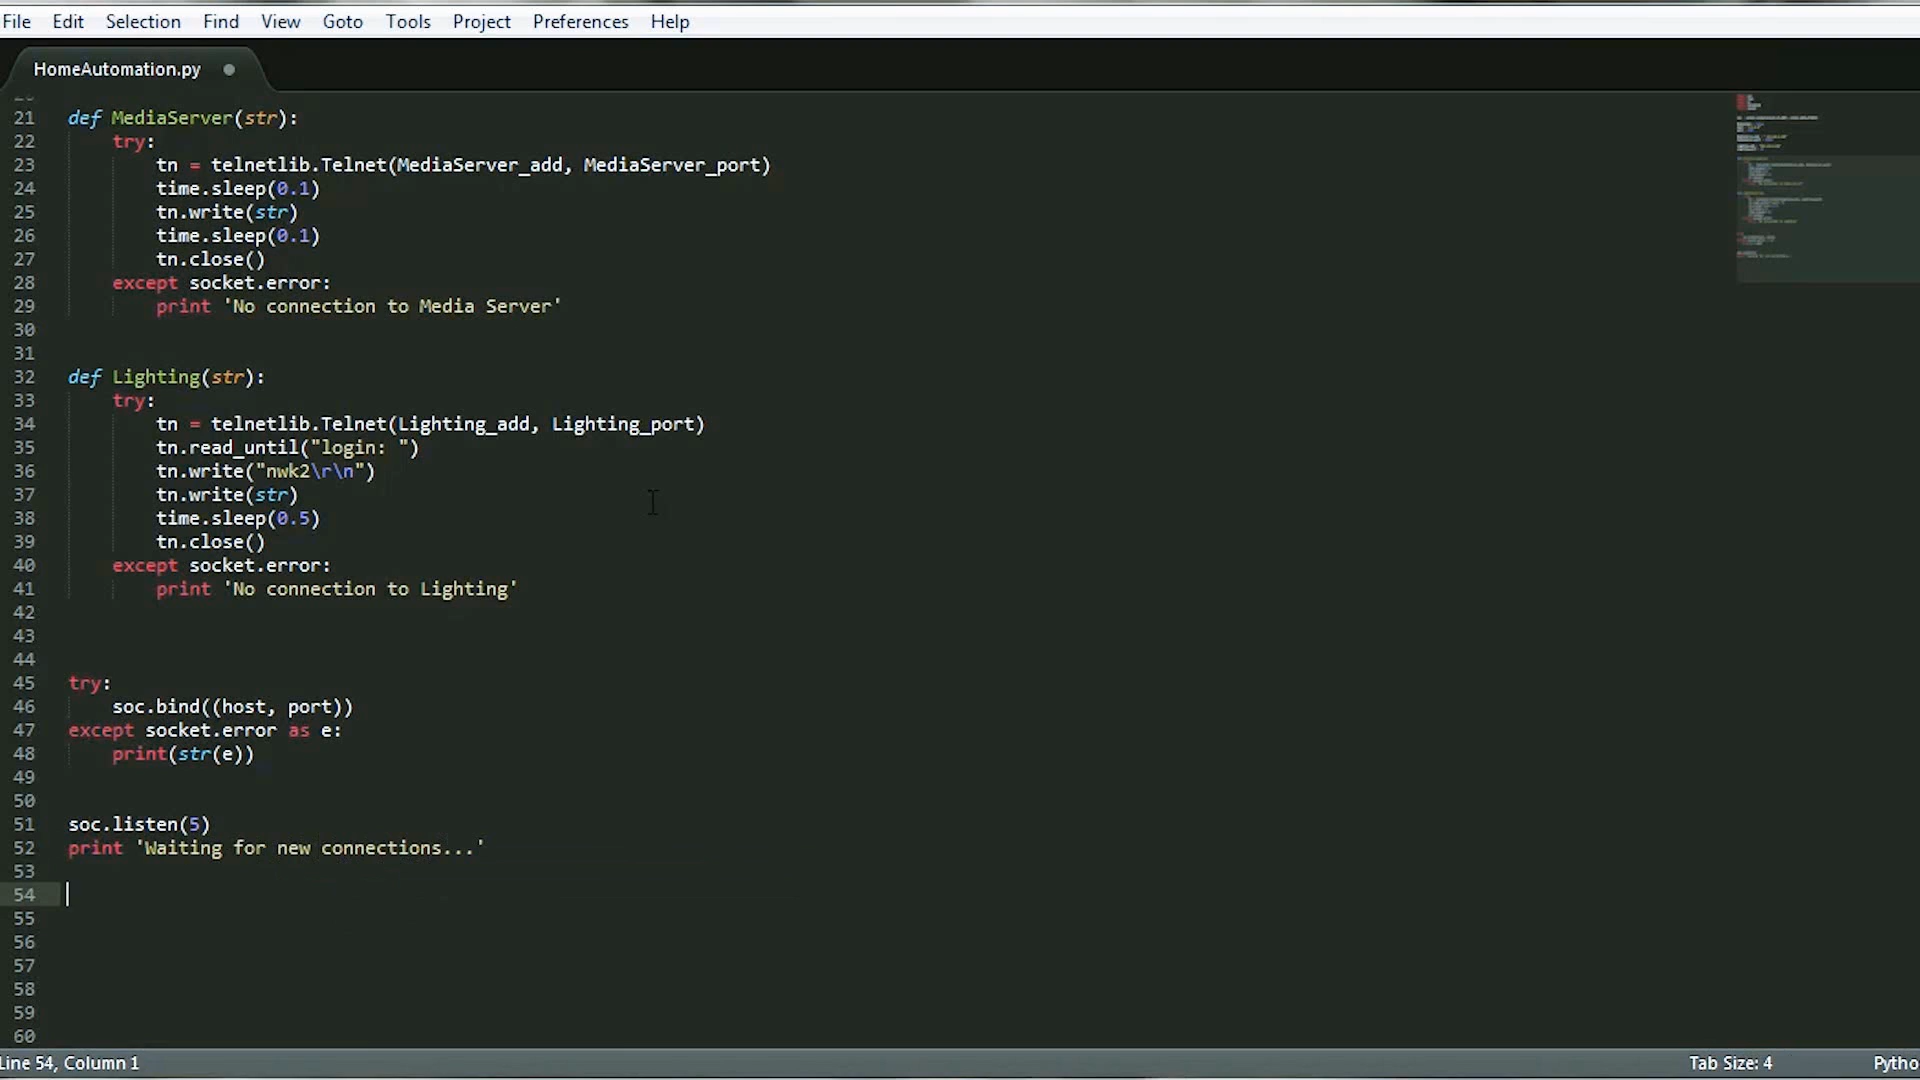 File Edit Selection Find View Goto Tools Project Preferences Help
HomeAutomation.py
21 def MediaServer(str):
22 try:
23 tn = telnetlib.Telnet(MediaServer_add, MediaServer_port)
24 time.sleep(0.1)
25 tn.write(str)
26 time.sleep(0.1)
27 tn.close()
28 except socket.error:
29 print 'No connection to Media Server'
30
31
32 def Lighting(str):
33 try:
34 tn = telnetlib.Telnet(Lighting_add, Lighting_port)
35 tn.read_until("login: ")
36 tn.write("nwk2\r\n")
37 tn.write(str)
38 time.sleep(0.5)
39 tn.close()
40 except socket.error:
41 print 'No connection to Lighting'
42
43
44
45 try:
46 soc.bind((host, port))
47 except socket.error as e:
48 print(str(e))
49
50
51 soc.listen(5)
52 print 'Waiting for new connections...'
53
54
55
56
57
58
59
60
Line 54, Column 1 Tab Size: 4 Pytho